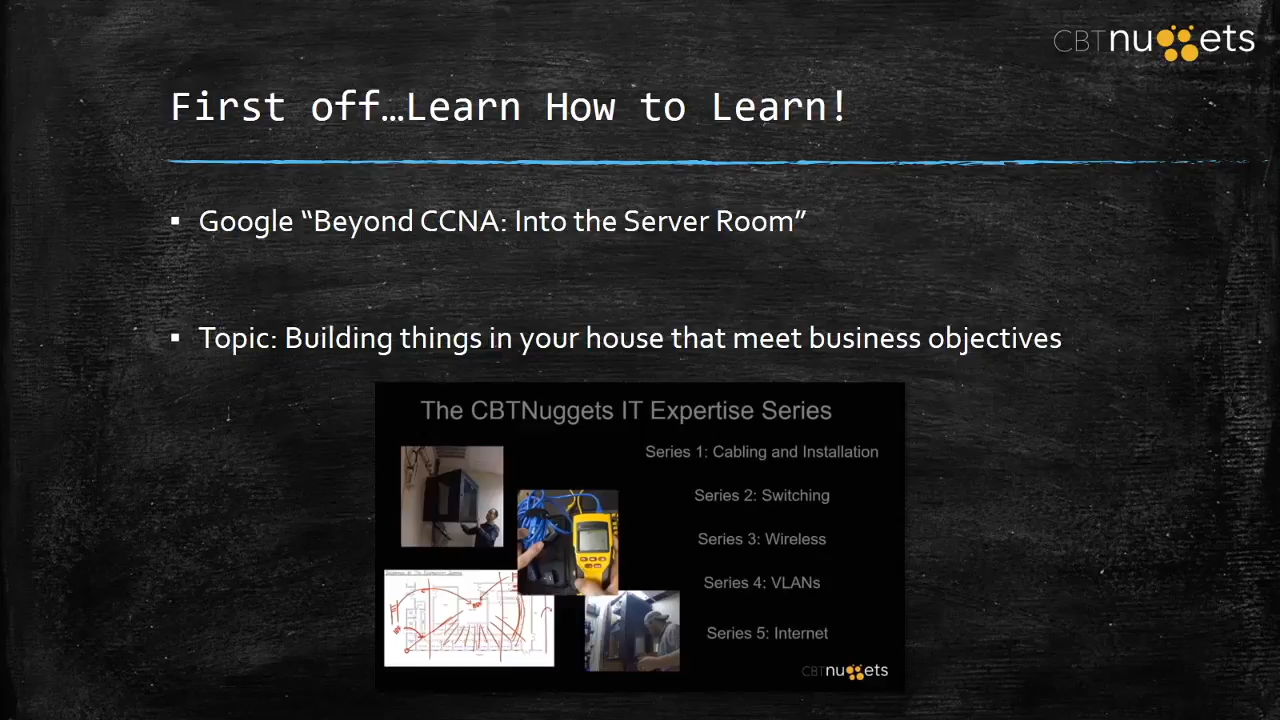 CBTnuggets
First off…Learn How to Learn!
▪ Google “Beyond CCNA: Into the Server Room”
▪ Topic: Building things in your house that meet business objectives
The CBTNuggets IT Expertise Series
Series 1: Cabling and Installation
Series 2: Switching
Series 3: Wireless
Series 4: VLANs
Series 5: Internet
CBTnuggets